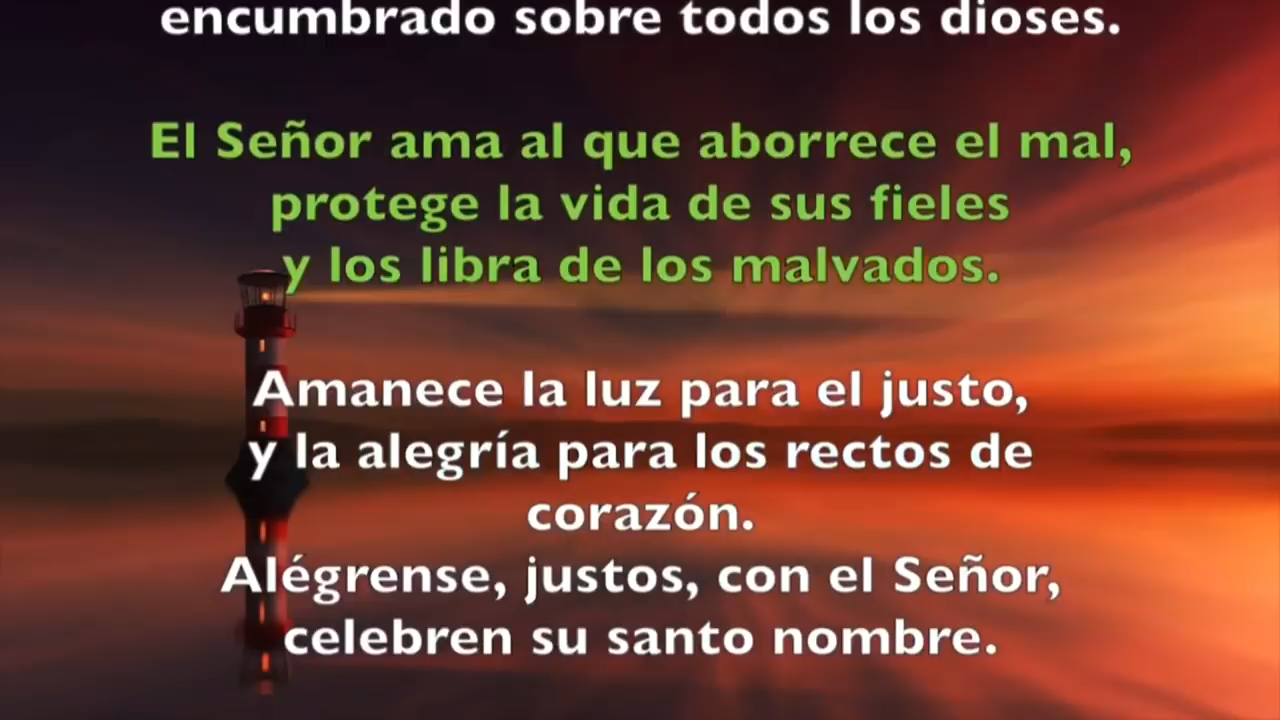 encumbrado sobre todos los dioses.
El Señor ama al que aborrece el mal,
protege la vida de sus fieles
y los libra de los malvados.
Amanece la luz para el justo,
y la alegría para los rectos de
corazón.
Alégrense, justos, con el Señor,
celebren su santo nombre.